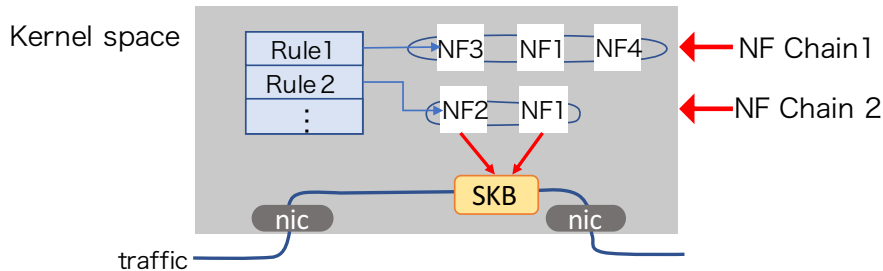 Kernel space
Rule1
NF3 NF1 NF4
NF Chain1
Rule 2
NF2 NF1
NF Chain 2
⋮
SKB
nic
nic
traffic